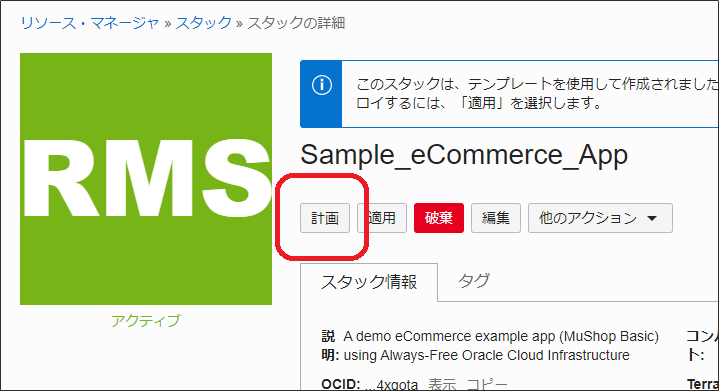 リソース・マネージャ » スタック » スタックの詳細
RMS
アクティブ
このスタックは、テンプレートを使用して作成されました
ロイするには、「適用」を選択します。
Sample_eCommerce_App
計画 適用 破棄 編集 他のアクション
スタック情報 タグ
説 A demo eCommerce example app (MuShop Basic)
明: using Always-Free Oracle Cloud Infrastructure
コンパ
ト:
OCID: ...4xgota 表示 コピー
Terra